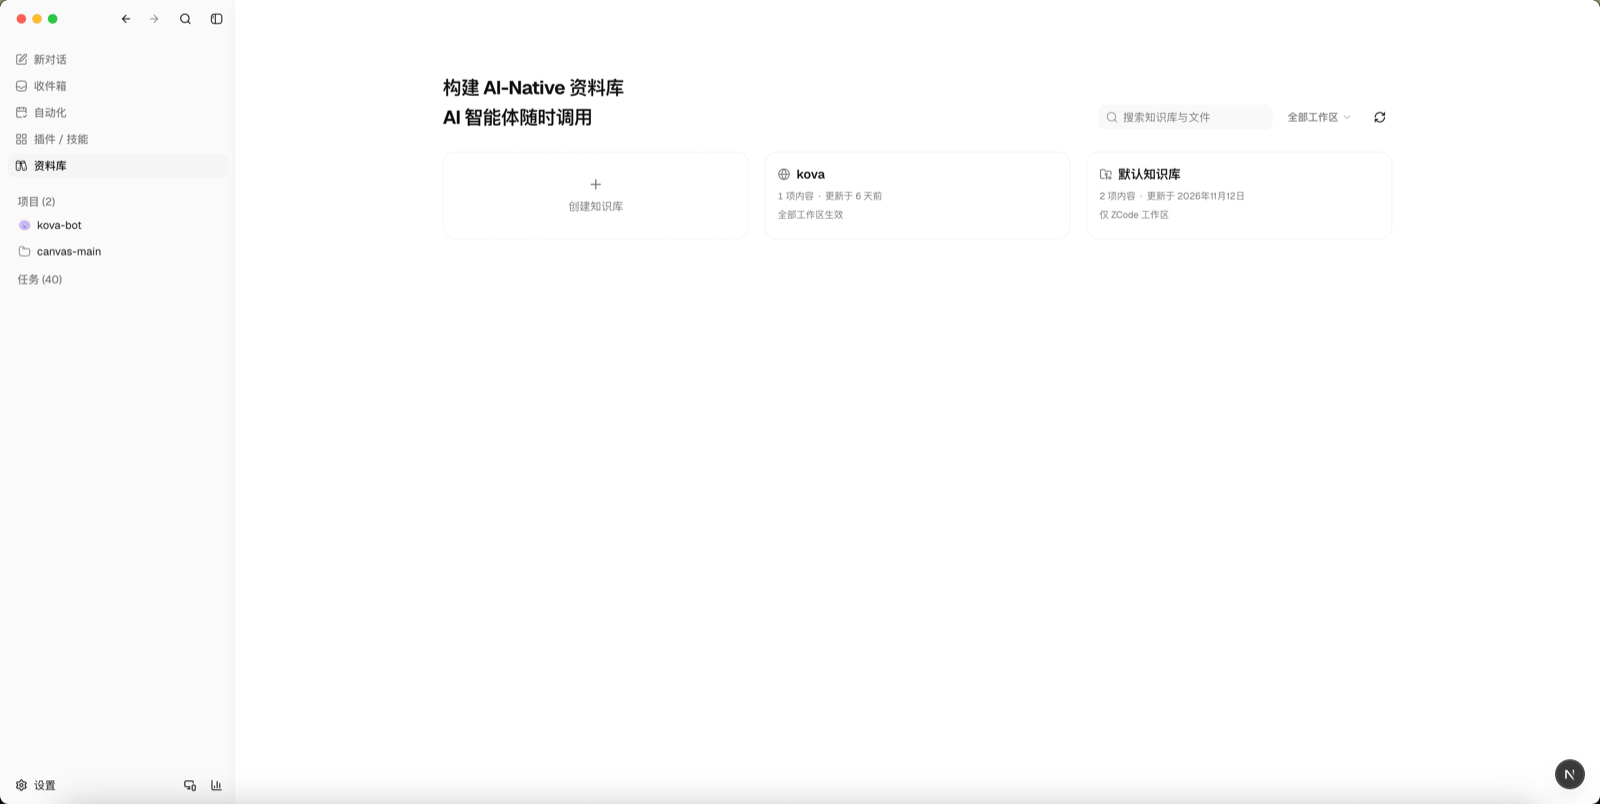 新对话
收件箱
自动化
插件 / 技能
资料库
项目 (2)
kova-bot
canvas-main
任务 (40)
设置
构建 AI-Native 资料库
AI 智能体随时调用
搜索知识库与文件
全部工作区
创建知识库
kova
1 项内容 · 更新于 6 天前
全部工作区生效
默认知识库
2 项内容 · 更新于 2026年11月12日
仅 ZCode 工作区
N